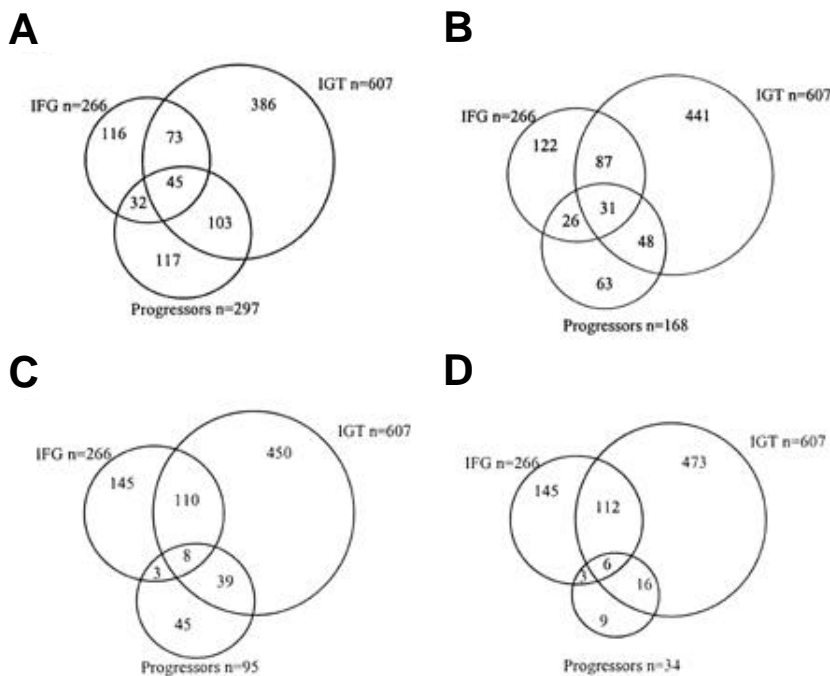 A
IGT n=607
IFG n=266
386
116
73
45
32
103
117
Progressors n=297
B
IGT n=607
IFG n=266
441
122
87
31
26
48
63
Progressors n=168
C
IGT n=607
IFG n=266
450
145
110
8
3
39
45
Progressors n=95
D
IGT n=607
IFG n=266
473
145
112
6
3
16
9
Progressors n=34